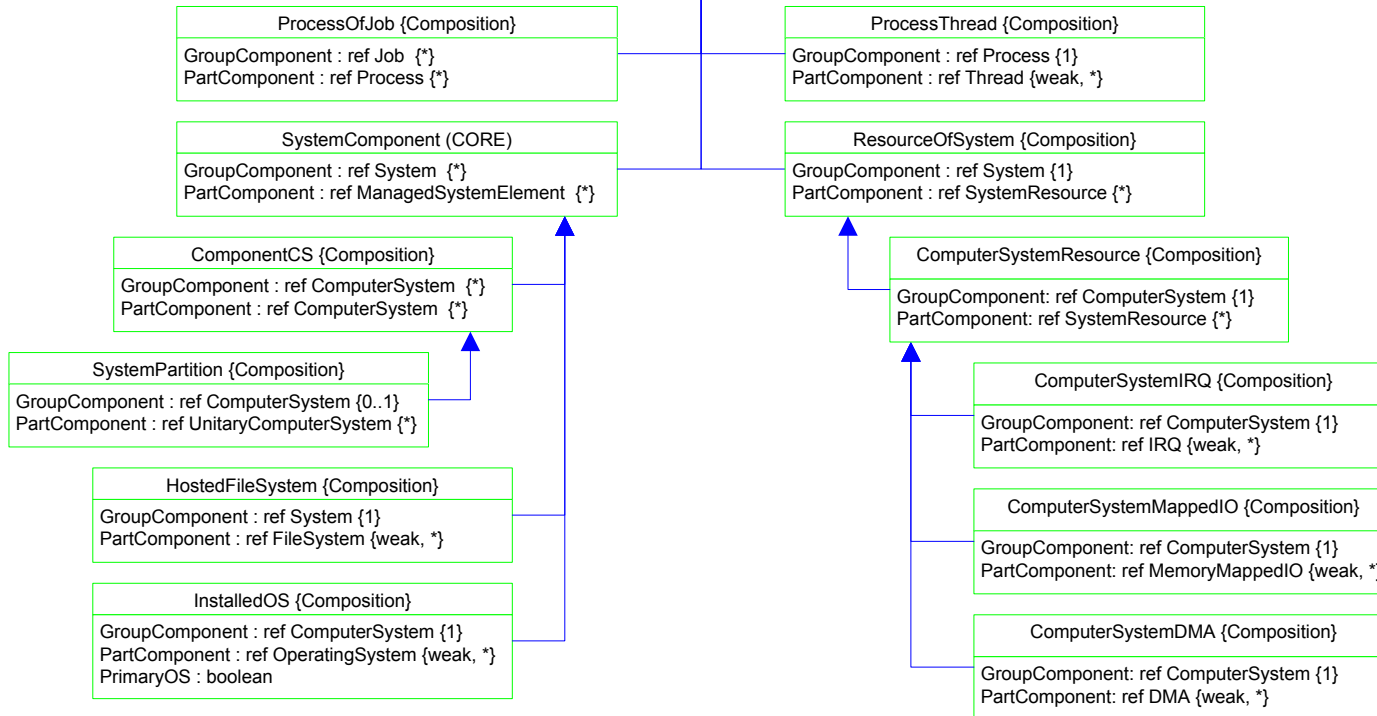 ProcessOfJob {Composition}
GroupComponent : ref Job {*}
PartComponent : ref Process {*}
ProcessThread {Composition}
GroupComponent : ref Process {1}
PartComponent : ref Thread {weak, *}
SystemComponent (CORE)
GroupComponent : ref System {*}
PartComponent : ref ManagedSystemElement {*}
ResourceOfSystem {Composition}
GroupComponent : ref System {1}
PartComponent : ref SystemResource {*}
ComponentCS {Composition}
GroupComponent : ref ComputerSystem {*}
PartComponent : ref ComputerSystem {*}
ComputerSystemResource {Composition}
GroupComponent: ref ComputerSystem {1}
PartComponent: ref SystemResource {*}
SystemPartition {Composition}
GroupComponent : ref ComputerSystem {0..1}
PartComponent : ref UnitaryComputerSystem {*}
ComputerSystemIRQ {Composition}
GroupComponent: ref ComputerSystem {1}
PartComponent: ref IRQ {weak, *}
HostedFileSystem {Composition}
GroupComponent : ref System {1}
PartComponent : ref FileSystem {weak, *}
ComputerSystemMappedIO {Composition}
GroupComponent: ref ComputerSystem {1}
PartComponent: ref MemoryMappedIO {weak, *}
InstalledOS {Composition}
GroupComponent : ref ComputerSystem {1}
PartComponent : ref OperatingSystem {weak, *}
PrimaryOS : boolean
ComputerSystemDMA {Composition}
GroupComponent: ref ComputerSystem {1}
PartComponent: ref DMA {weak, *}